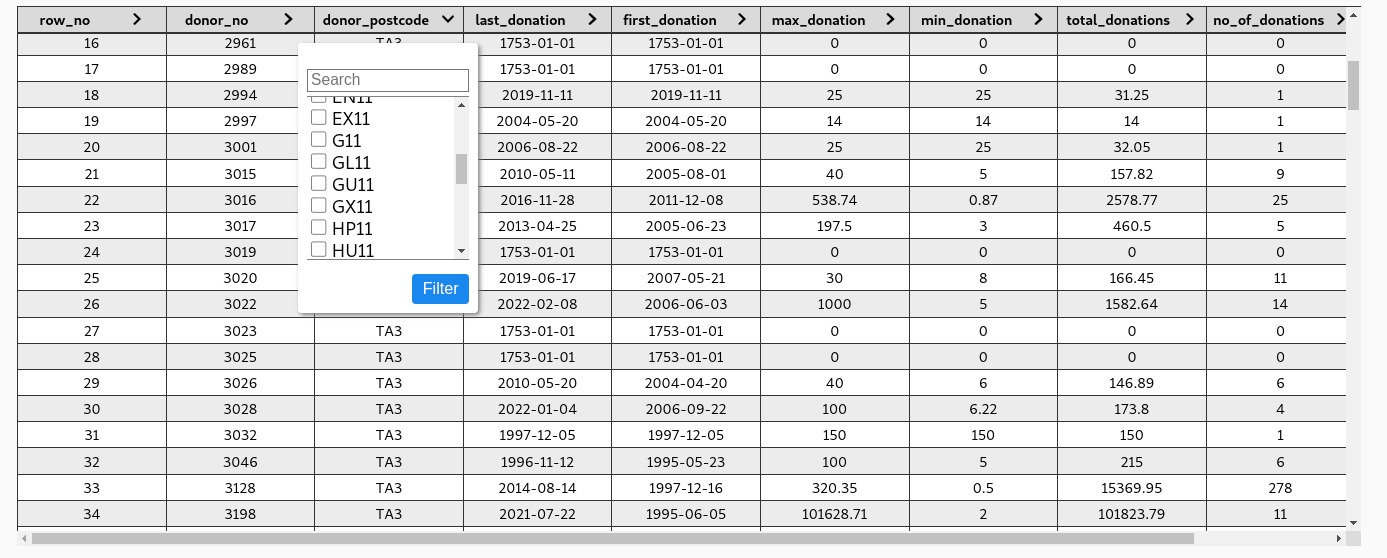 row_no donor_no donor_postcode last_donation first_donation max_donation min_donation total_donations no_of_donations
16 2961 TA3 1753-01-01 1753-01-01 0 0 0 0
17 2989 1753-01-01 1753-01-01 0 0 0 0
Search
18 2994 2019-11-11 2019-11-11 25 25 31.25 1
EN11
EX11
19 2997 2004-05-20 2004-05-20 14 14 14 1
G11
20 3001 2006-08-22 2006-08-22 25 25 32.05 1
GL11
21 3015 2010-05-11 2005-08-01 40 5 157.82 9
GU11
22 3016 2016-11-28 2011-12-08 538.74 0.87 2578.77 25
GX11
23 3017 2013-04-25 2005-06-23 197.5 3 460.5 5
HP11
24 3019 1753-01-01 1753-01-01 0 0 0 0
HU11
25 3020 2019-06-17 2007-05-21 30 8 166.45 11
Filter
26 3022 2022-02-08 2006-06-03 1000 5 1582.64 14
27 3023 TA3 1753-01-01 1753-01-01 0 0 0 0
28 3025 TA3 1753-01-01 1753-01-01 0 0 0 0
29 3026 TA3 2010-05-20 2004-04-20 40 6 146.89 6
30 3028 TA3 2022-01-04 2006-09-22 100 6.22 173.8 4
31 3032 TA3 1997-12-05 1997-12-05 150 150 150 1
32 3046 TA3 1996-11-12 1995-05-23 100 5 215 6
33 3128 TA3 2014-08-14 1997-12-16 320.35 0.5 15369.95 278
34 3198 TA3 2021-07-22 1995-06-05 101628.71 2 101823.79 11